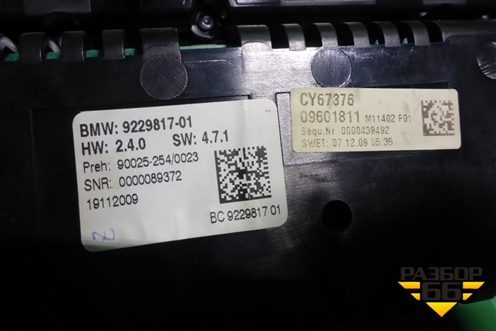 BMW: 9229817-01
HW: 2.4.0 SW: 4.7.1
Preh: 90025-254/0023
SNR: 0000089372
19112009
BC 9229817 01
CY67376
09601811 M11402 F01
Sequ.Nr 0000439492
SWET: 07.12.09 05:35
Z
РАЗБОР
66